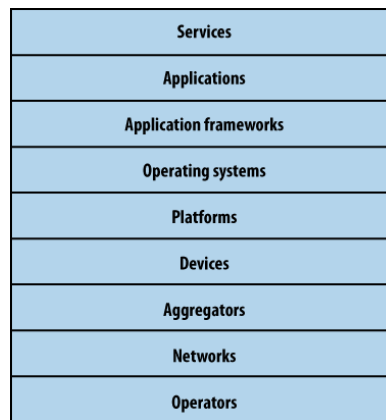 Services
Applications
Application frameworks
Operating systems
Platforms
Devices
Aggregators
Networks
Operators